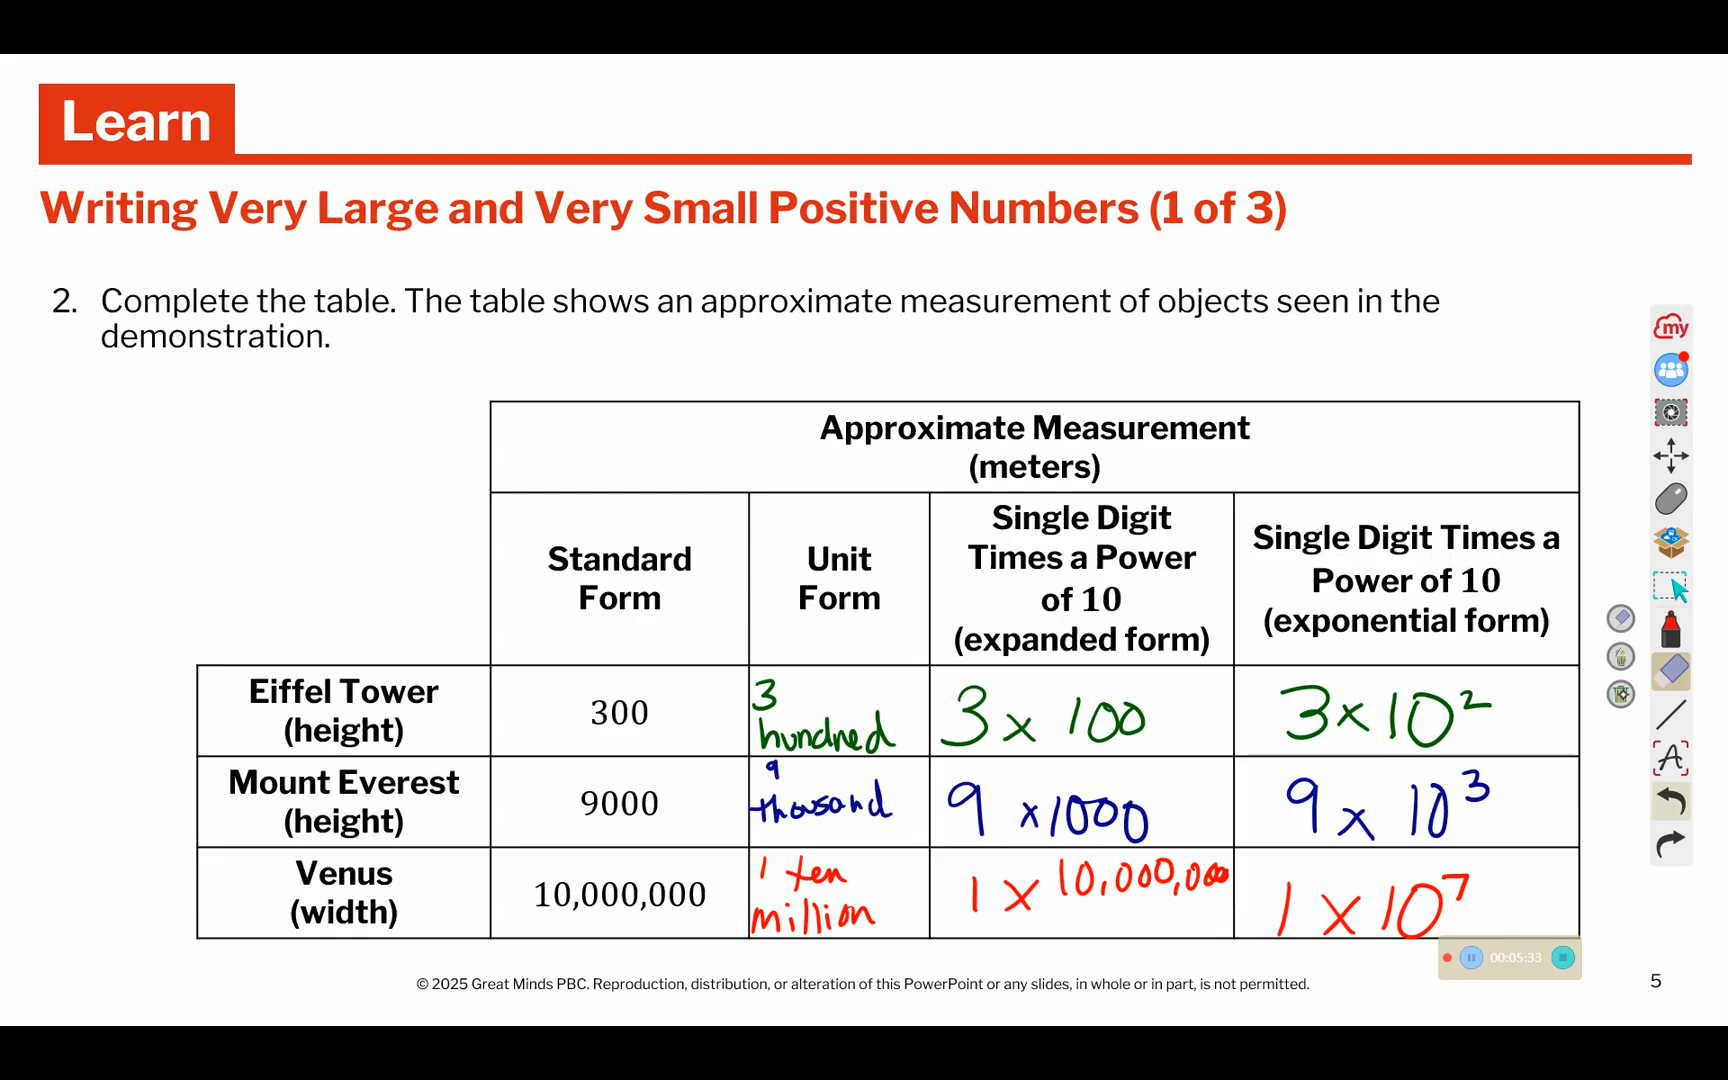 Learn
Writing Very Large and Very Small Positive Numbers (1 of 3)
2. Complete the table. The table shows an approximate measurement of objects seen in the
demonstration.
Approximate Measurement
(meters)
Standard
Form
Unit
Form
Single Digit
Times a Power
of 10
(expanded form)
Single Digit Times a
Power of 10
(exponential form)
Eiffel Tower
(height)
300
3
hundred
3 x 100
3 x 10²
Mount Everest
(height)
9000
9
thousand
9 x 1000
9 x 10³
Venus
(width)
10,000,000
1 ten
million
1 x 10,000,000
1 x 10⁷
my
A
00:05:33
© 2025 Great Minds PBC. Reproduction, distribution, or alteration of this PowerPoint or any slides, in whole or in part, is not permitted.
5